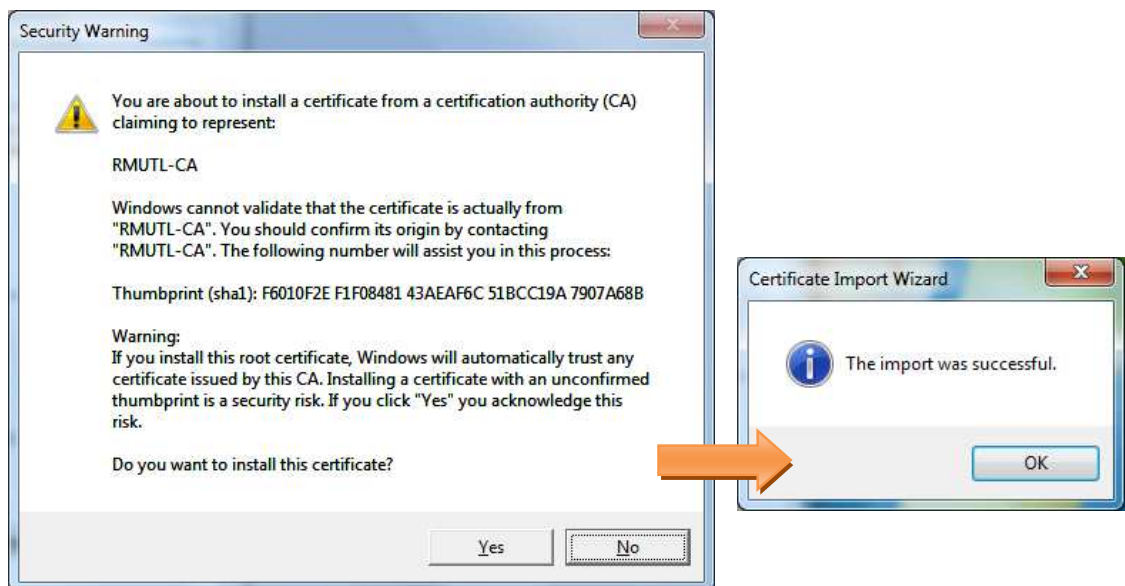 Security Warning
You are about to install a certificate from a certification authority (CA)
claiming to represent:
RMUTL-CA
Windows cannot validate that the certificate is actually from
"RMUTL-CA". You should confirm its origin by contacting
"RMUTL-CA". The following number will assist you in this process:
Thumbprint (sha1): F6010F2E F1F08481 43AEAF6C 51BCC19A 7907A68B
Warning:
If you install this root certificate, Windows will automatically trust any
certificate issued by this CA. Installing a certificate with an unconfirmed
thumbprint is a security risk. If you click "Yes" you acknowledge this
risk.
Do you want to install this certificate?
Yes No
Certificate Import Wizard
The import was successful.
OK